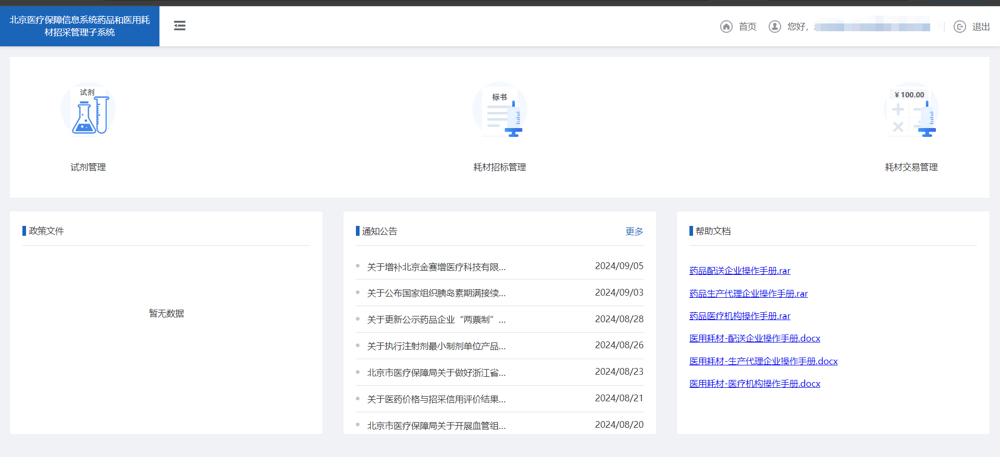 北京医疗保障信息系统药品和医用耗
材招采管理子系统
首页
您好，
退出
试剂
标书
¥ 100.00
试剂管理
耗材招标管理
耗材交易管理
政策文件
暂无数据
通知公告 更多
关于增补北京金赛增医疗科技有限... 2024/09/05
关于公布国家组织胰岛素期满接续... 2024/09/03
关于更新公示药品企业“两票制”... 2024/08/28
关于执行注射剂最小制剂单位产品... 2024/08/26
北京市医疗保障局关于做好浙江省... 2024/08/23
关于医药价格与招采信用评价结果... 2024/08/21
北京市医疗保障局关于开展血管组... 2024/08/20
帮助文档
药品配送企业操作手册.rar
药品生产代理企业操作手册.rar
药品医疗机构操作手册.rar
医用耗材-配送企业操作手册.docx
医用耗材-生产代理企业操作手册.docx
医用耗材-医疗机构操作手册.docx